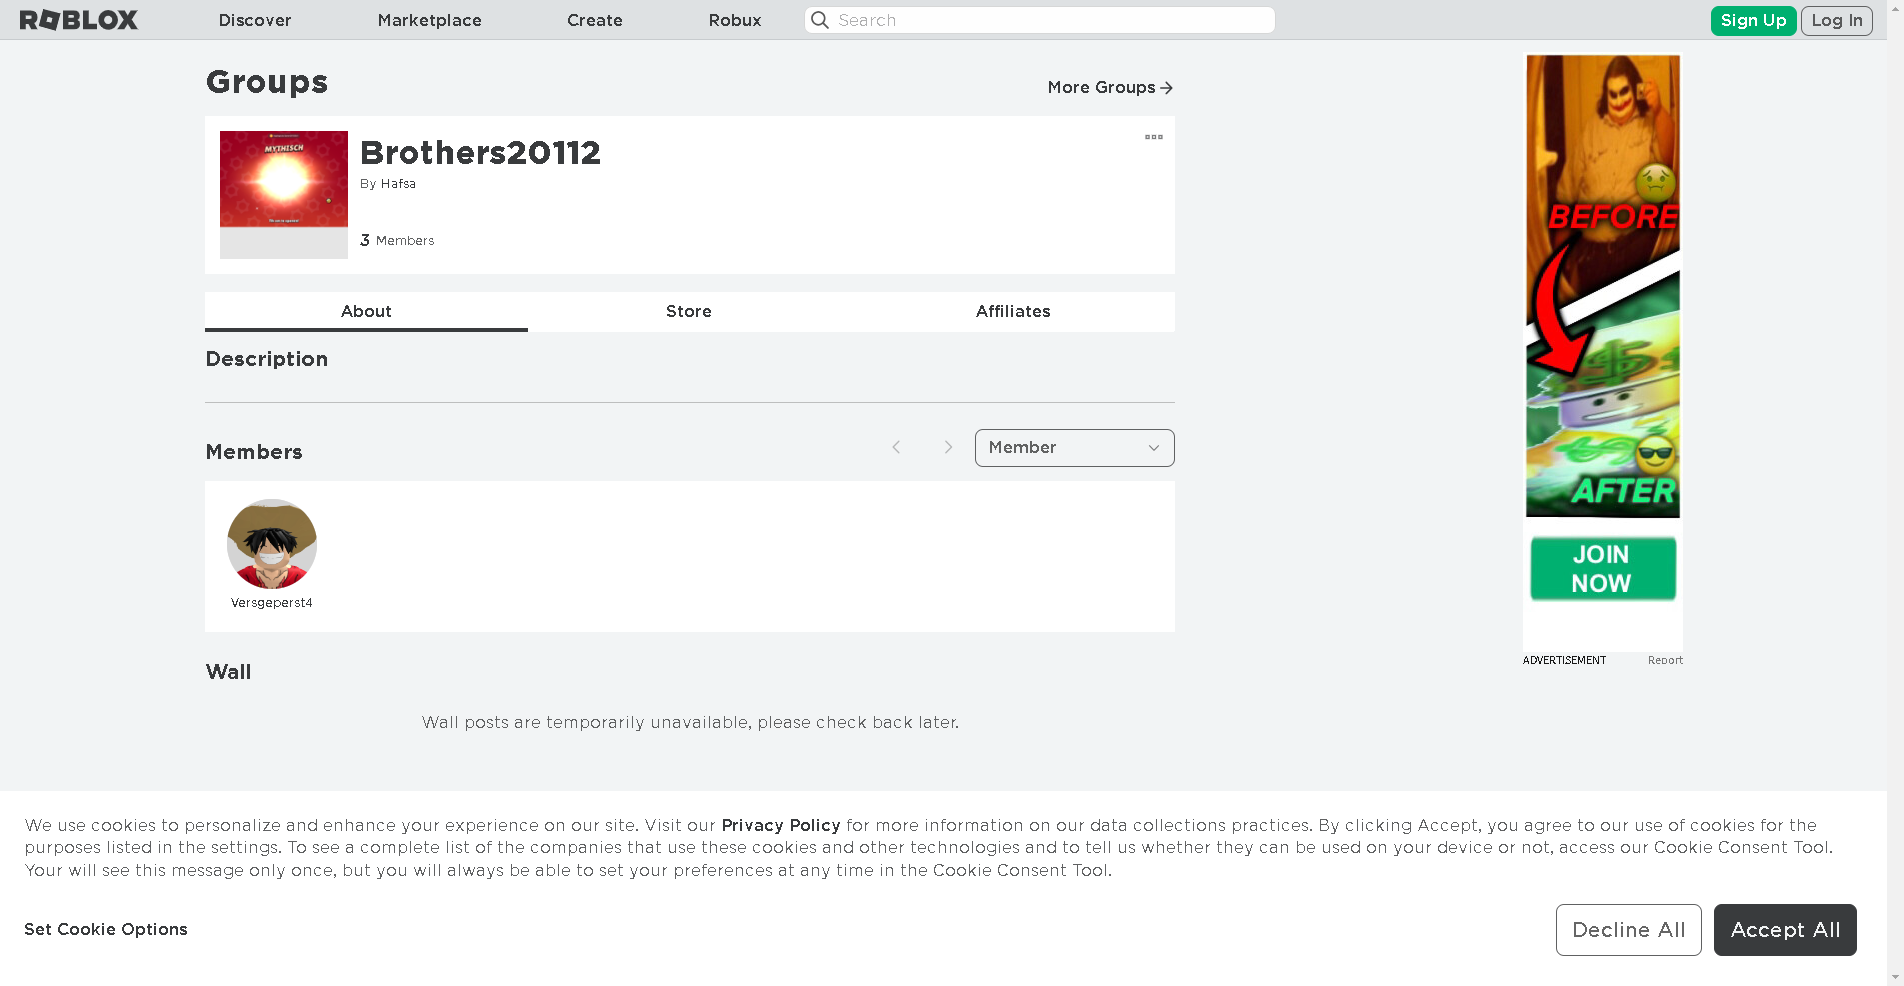 ROBLOX
Discover
Marketplace
Create
Robux
Search
Sign Up
Log In
Groups
More Groups
MYTHISCH
Brothers20112
By Hafsa
3 Members
About
Store
Affiliates
Description
Members
Member
Versgeperst4
Wall
Wall posts are temporarily unavailable, please check back later.
BEFORE
AFTER
JOIN
NOW
ADVERTISEMENT
Report
We use cookies to personalize and enhance your experience on our site. Visit our Privacy Policy for more information on our data collections practices. By clicking Accept, you agree to our use of cookies for the
purposes listed in the settings. To see a complete list of the companies that use these cookies and other technologies and to tell us whether they can be used on your device or not, access our Cookie Consent Tool.
Your will see this message only once, but you will always be able to set your preferences at any time in the Cookie Consent Tool.
Set Cookie Options
Decline All
Accept All